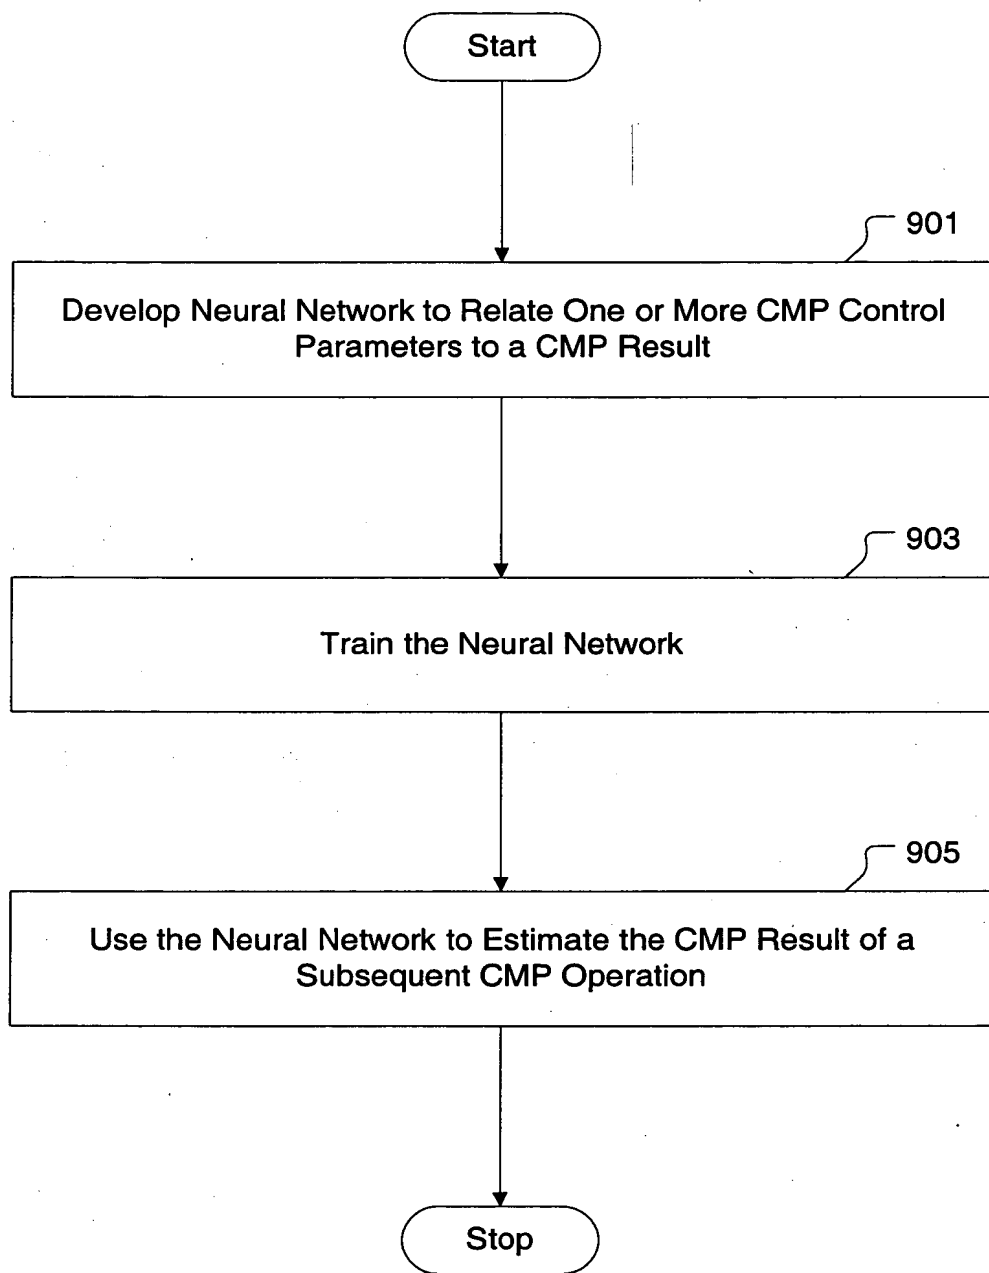 Start
901
Develop Neural Network to Relate One or More CMP Control
Parameters to a CMP Result
903
Train the Neural Network
905
Use the Neural Network to Estimate the CMP Result of a
Subsequent CMP Operation
Stop